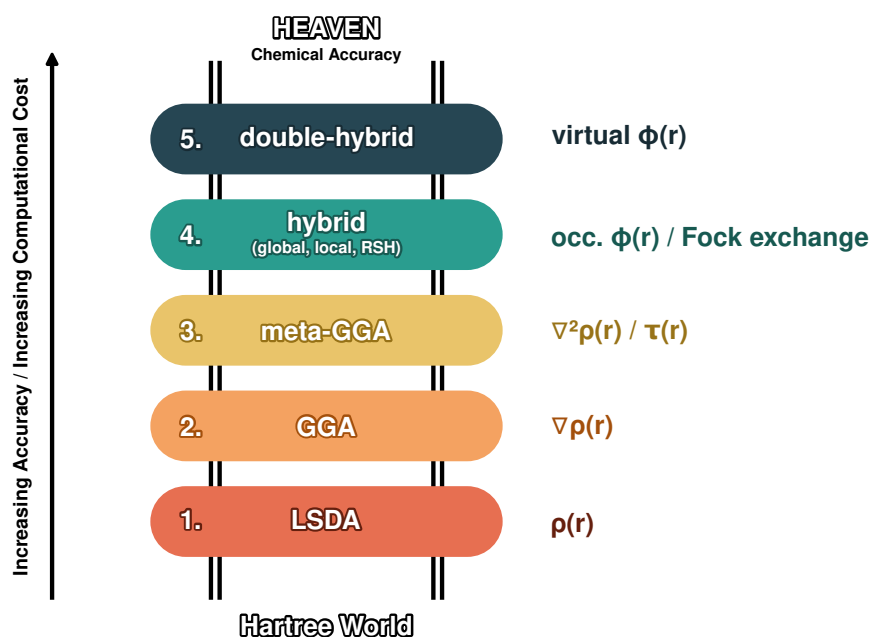 HEAVEN
Chemical Accuracy
Increasing Accuracy / Increasing Computational Cost
5. double-hybrid virtual ϕ(r)
4. hybrid occ. ϕ(r) / Fock exchange
(global, local, RSH)
3. meta-GGA ∇²ρ(r) / τ(r)
2. GGA ∇ρ(r)
1. LSDA ρ(r)
Hartree World